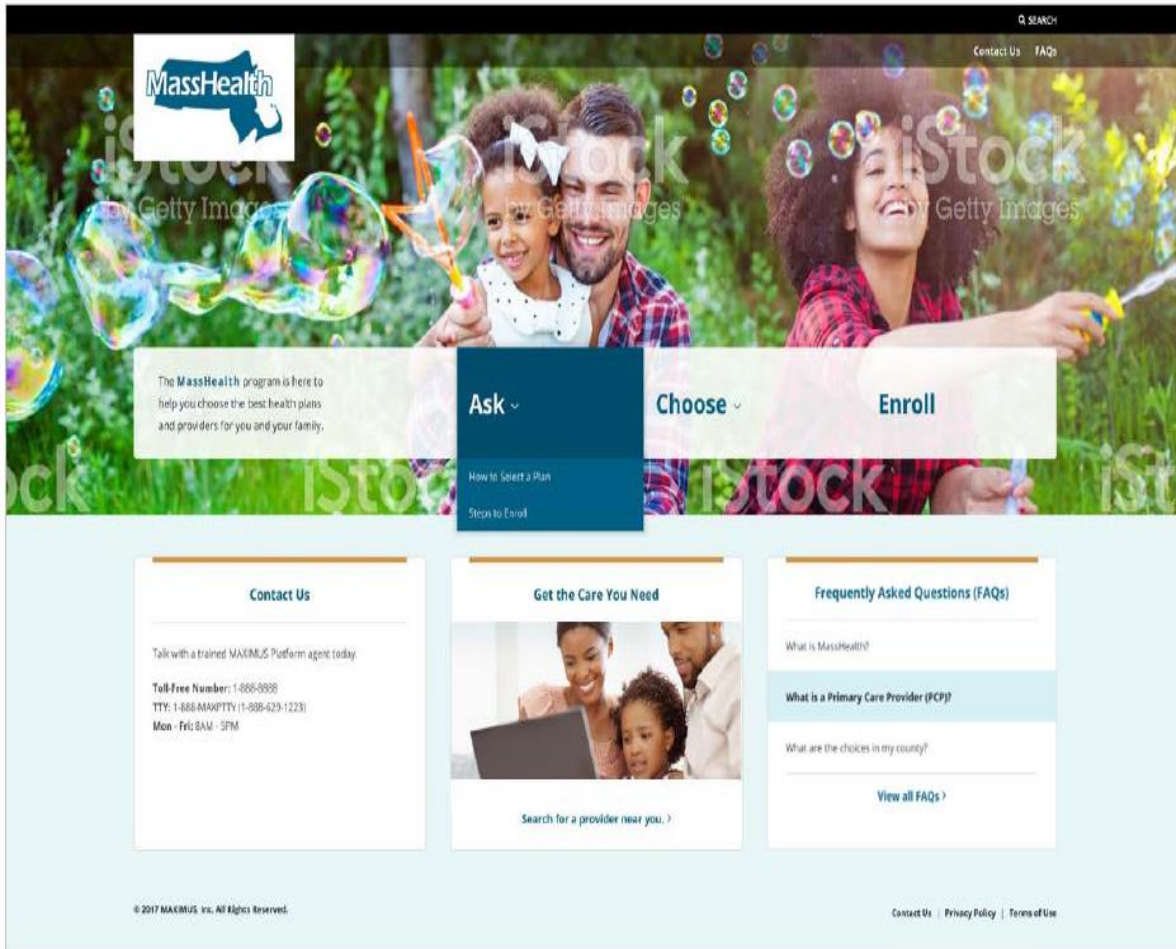 SEARCH
Contact Us FAQs
MassHealth
iStock
by Getty Images
iStock
by Getty Images
iStock
by Getty Images
The MassHealth program is here to
help you choose the best health plans
and providers for you and your family.
Ask
Choose
Enroll
How to Select a Plan
Steps to Enroll
ock
iStock
iStock
iSt
Contact Us
Talk with a trained MAXIMUS Platform agent today.
Toll-Free Number: 1-888-8888
TTY: 1-888-MAXPTTY (1-888-629-1223)
Mon - Fri: 8AM - 5PM
Get the Care You Need
Search for a provider near you. >
Frequently Asked Questions (FAQs)
What is MassHealth?
What is a Primary Care Provider (PCP)?
What are the choices in my county?
View all FAQs >
© 2017 MAXIMUS, Inc. All Rights Reserved.
Contact Us | Privacy Policy | Terms of Use